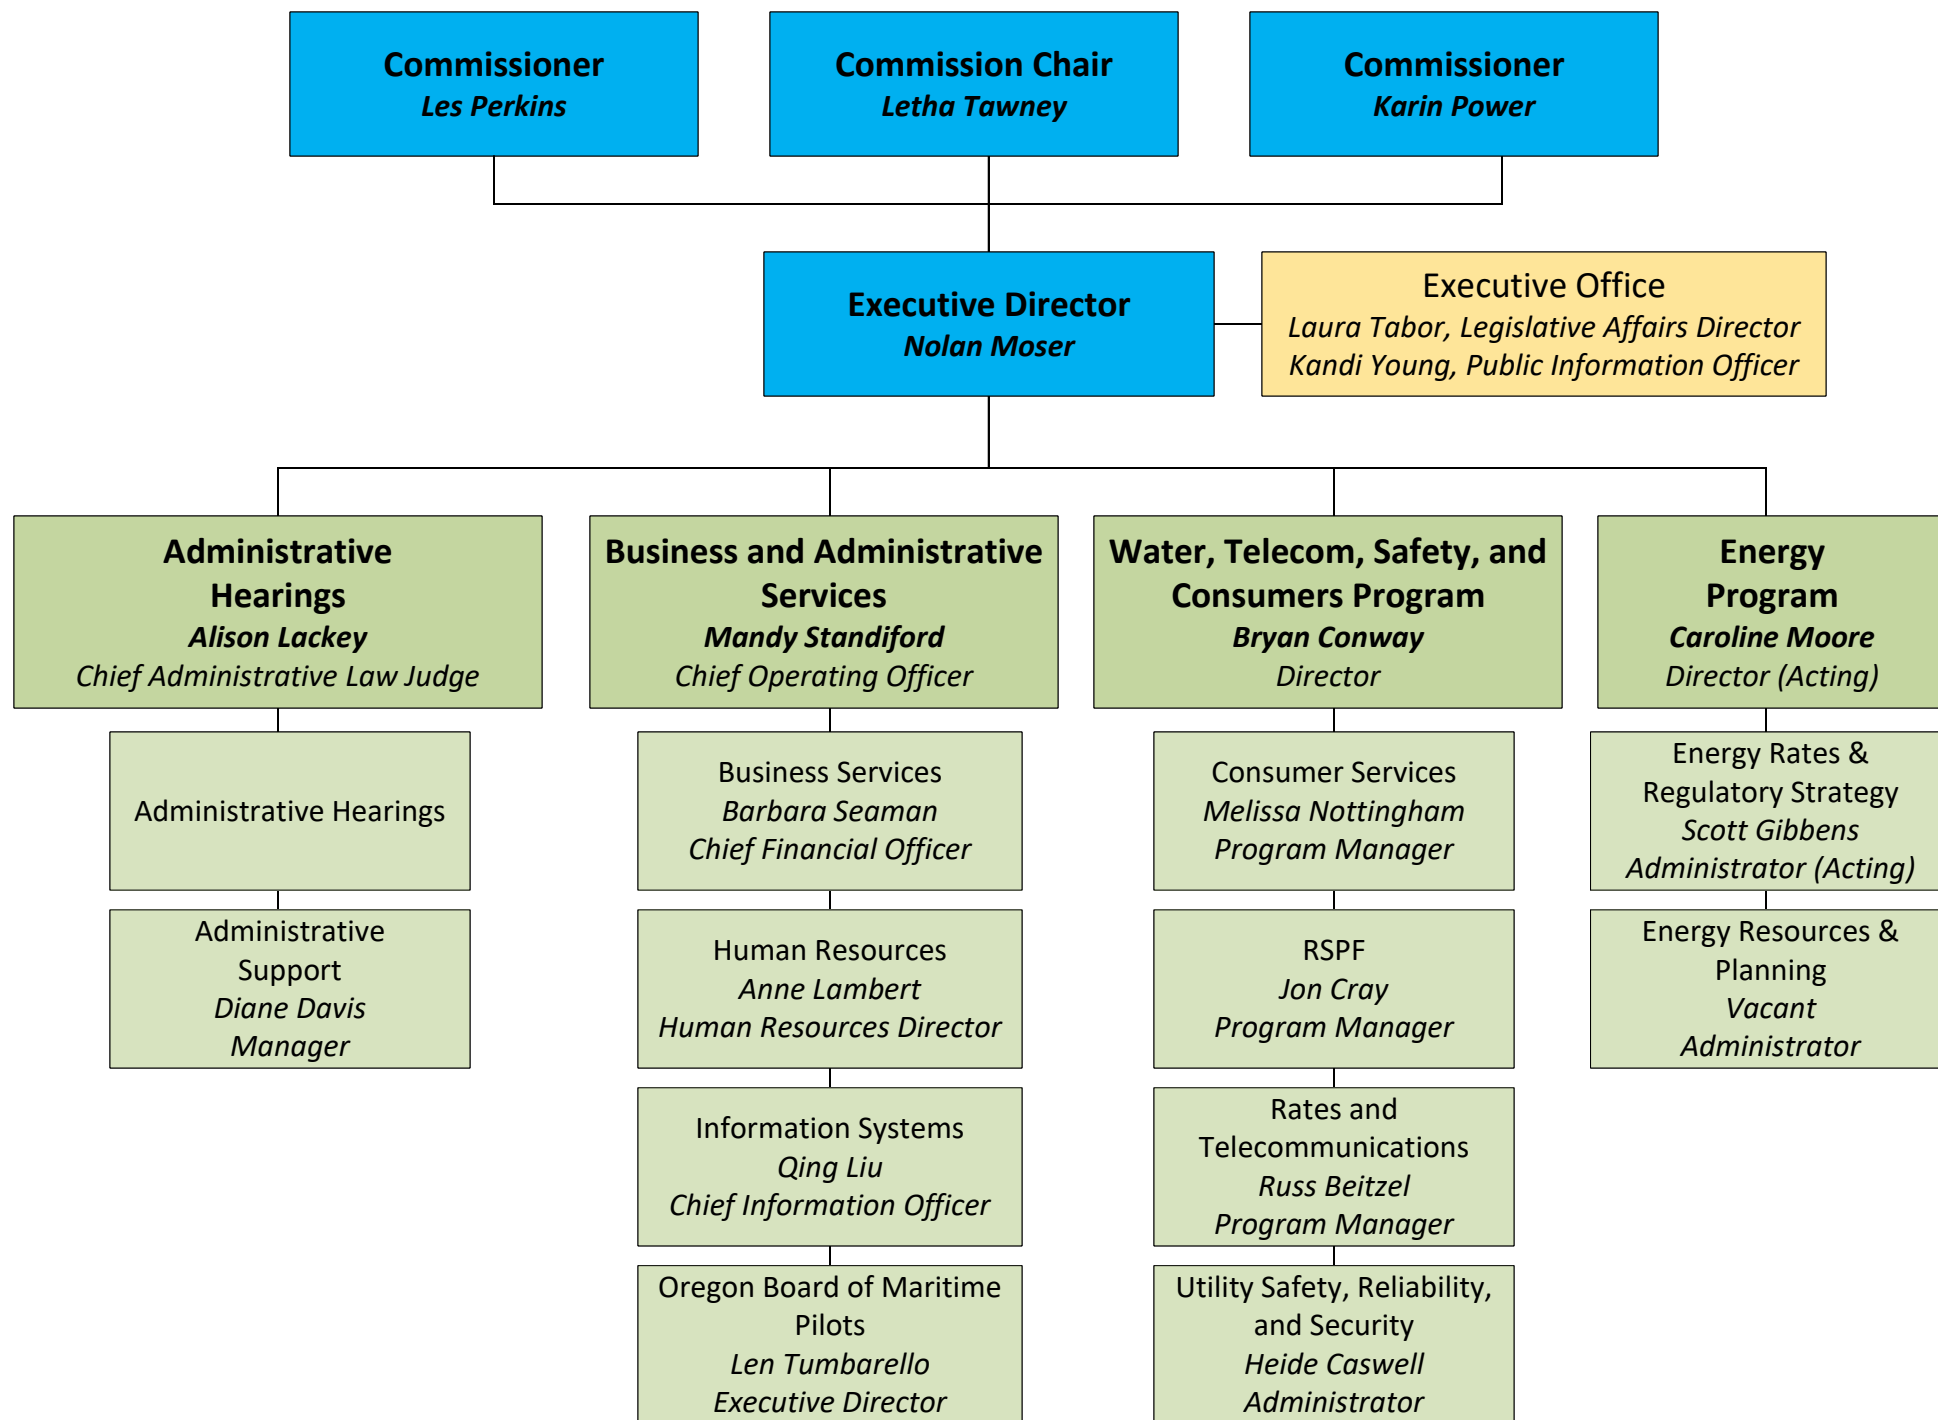 Commissioner
Les Perkins
Commission Chair
Letha Tawney
Commissioner
Karin Power
Executive Director
Nolan Moser
Executive Office
Laura Tabor, Legislative Affairs Director
Kandi Young, Public Information Officer
Administrative
Hearings
Alison Lackey
Chief Administrative Law Judge
Administrative Hearings
Administrative
Support
Diane Davis
Manager
Business and Administrative
Services
Mandy Standiford
Chief Operating Officer
Business Services
Barbara Seaman
Chief Financial Officer
Human Resources
Anne Lambert
Human Resources Director
Information Systems
Qing Liu
Chief Information Officer
Oregon Board of Maritime
Pilots
Len Tumbarello
Executive Director
Water, Telecom, Safety, and
Consumers Program
Bryan Conway
Director
Consumer Services
Melissa Nottingham
Program Manager
RSPF
Jon Cray
Program Manager
Rates and
Telecommunications
Russ Beitzel
Program Manager
Utility Safety, Reliability,
and Security
Heide Caswell
Administrator
Energy
Program
Caroline Moore
Director (Acting)
Energy Rates &
Regulatory Strategy
Scott Gibbens
Administrator (Acting)
Energy Resources &
Planning
Vacant
Administrator